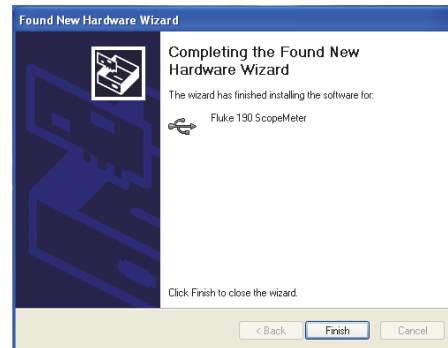 Found New Hardware Wizard
Completing the Found New
Hardware Wizard
The wizard has finished installing the software for:
Fluke 190 ScopeMeter
Click Finish to close the wizard.
< Back
Finish
Cancel